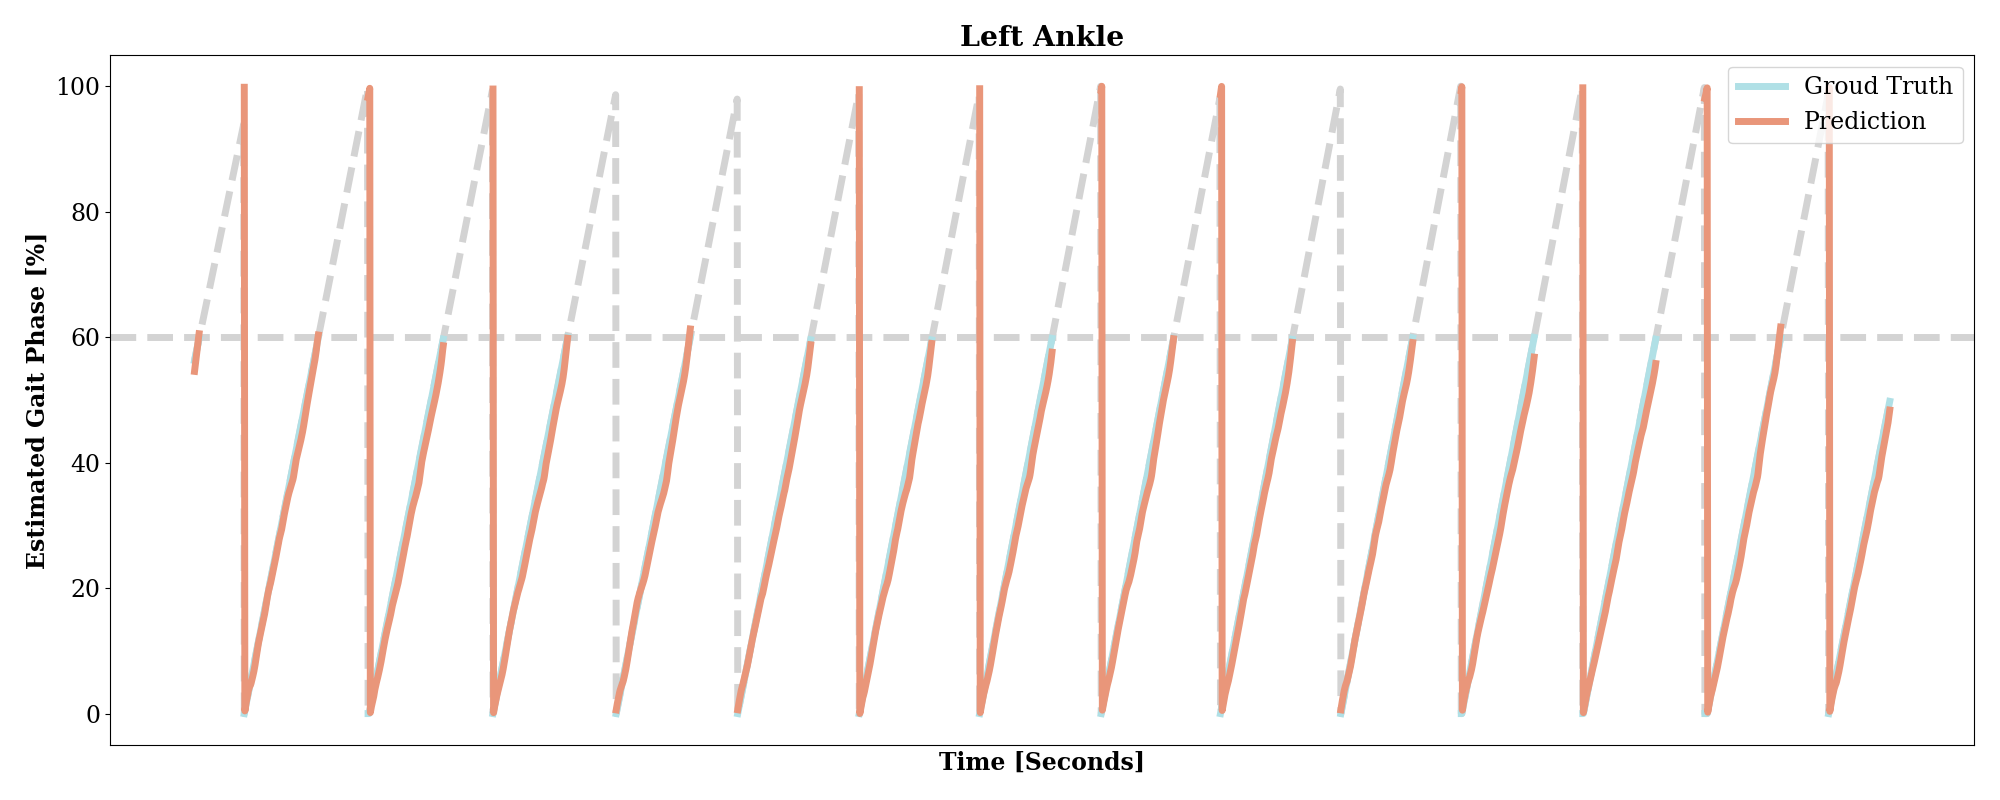 Left Ankle
Estimated Gait Phase [%]
100
80
60
40
20
0
Groud Truth
Prediction
Time [Seconds]